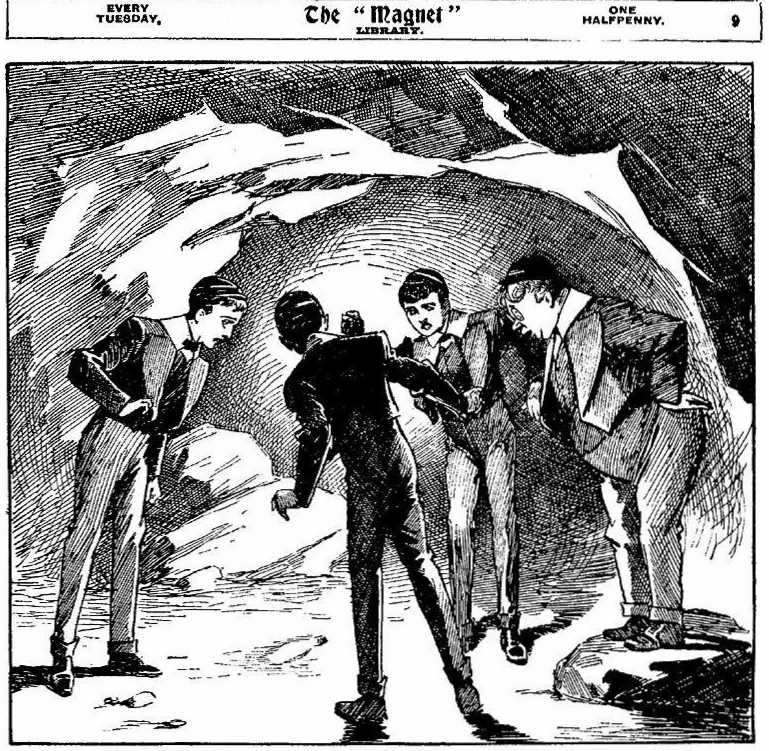 EVERY
TUESDAY,
The "Magnet"
LIBRARY.
ONE
HALFPENNY.
9